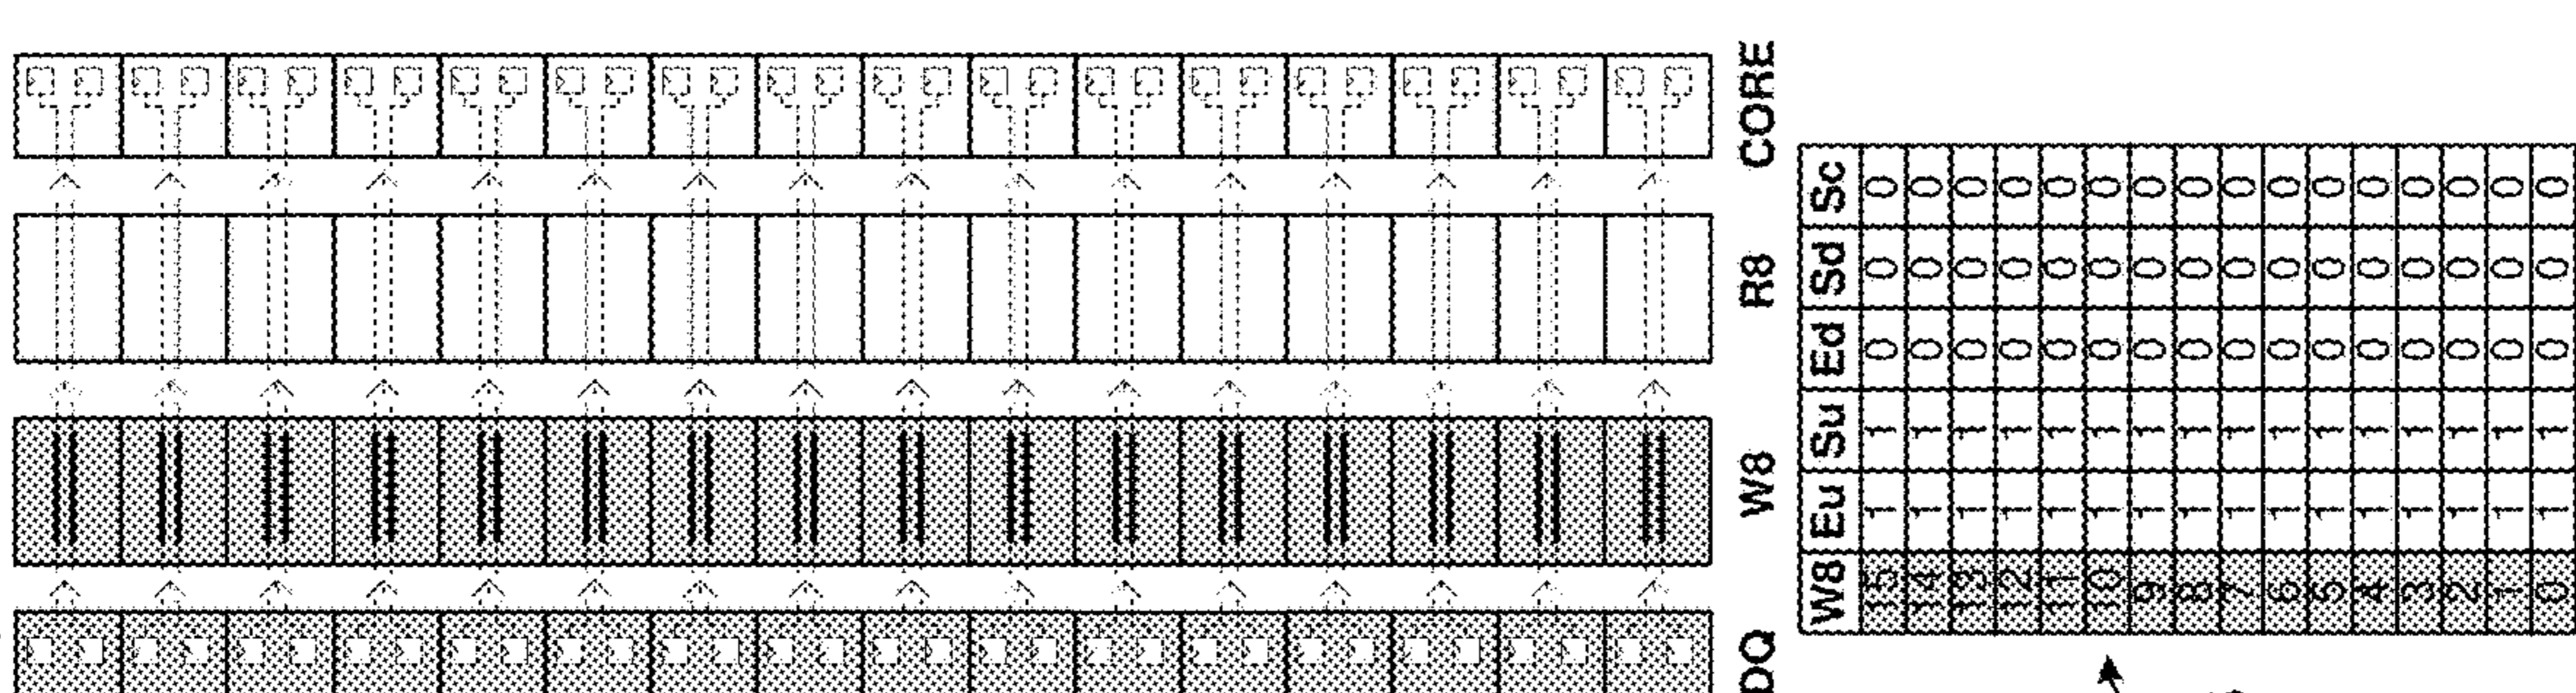 DQ W8 R8 CORE
W8 Eu Su Ed Sd Sc
15 1 1 0 0 0
14 1 1 0 0 0
13 1 1 0 0 0
12 1 1 0 0 0
11 1 1 0 0 0
10 1 1 0 0 0
9 1 1 0 0 0
8 1 1 0 0 0
7 1 1 0 0 0
6 1 1 0 0 0
5 1 1 0 0 0
4 1 1 0 0 0
3 1 1 0 0 0
2 1 1 0 0 0
1 1 1 0 0 0
0 1 1 0 0 0